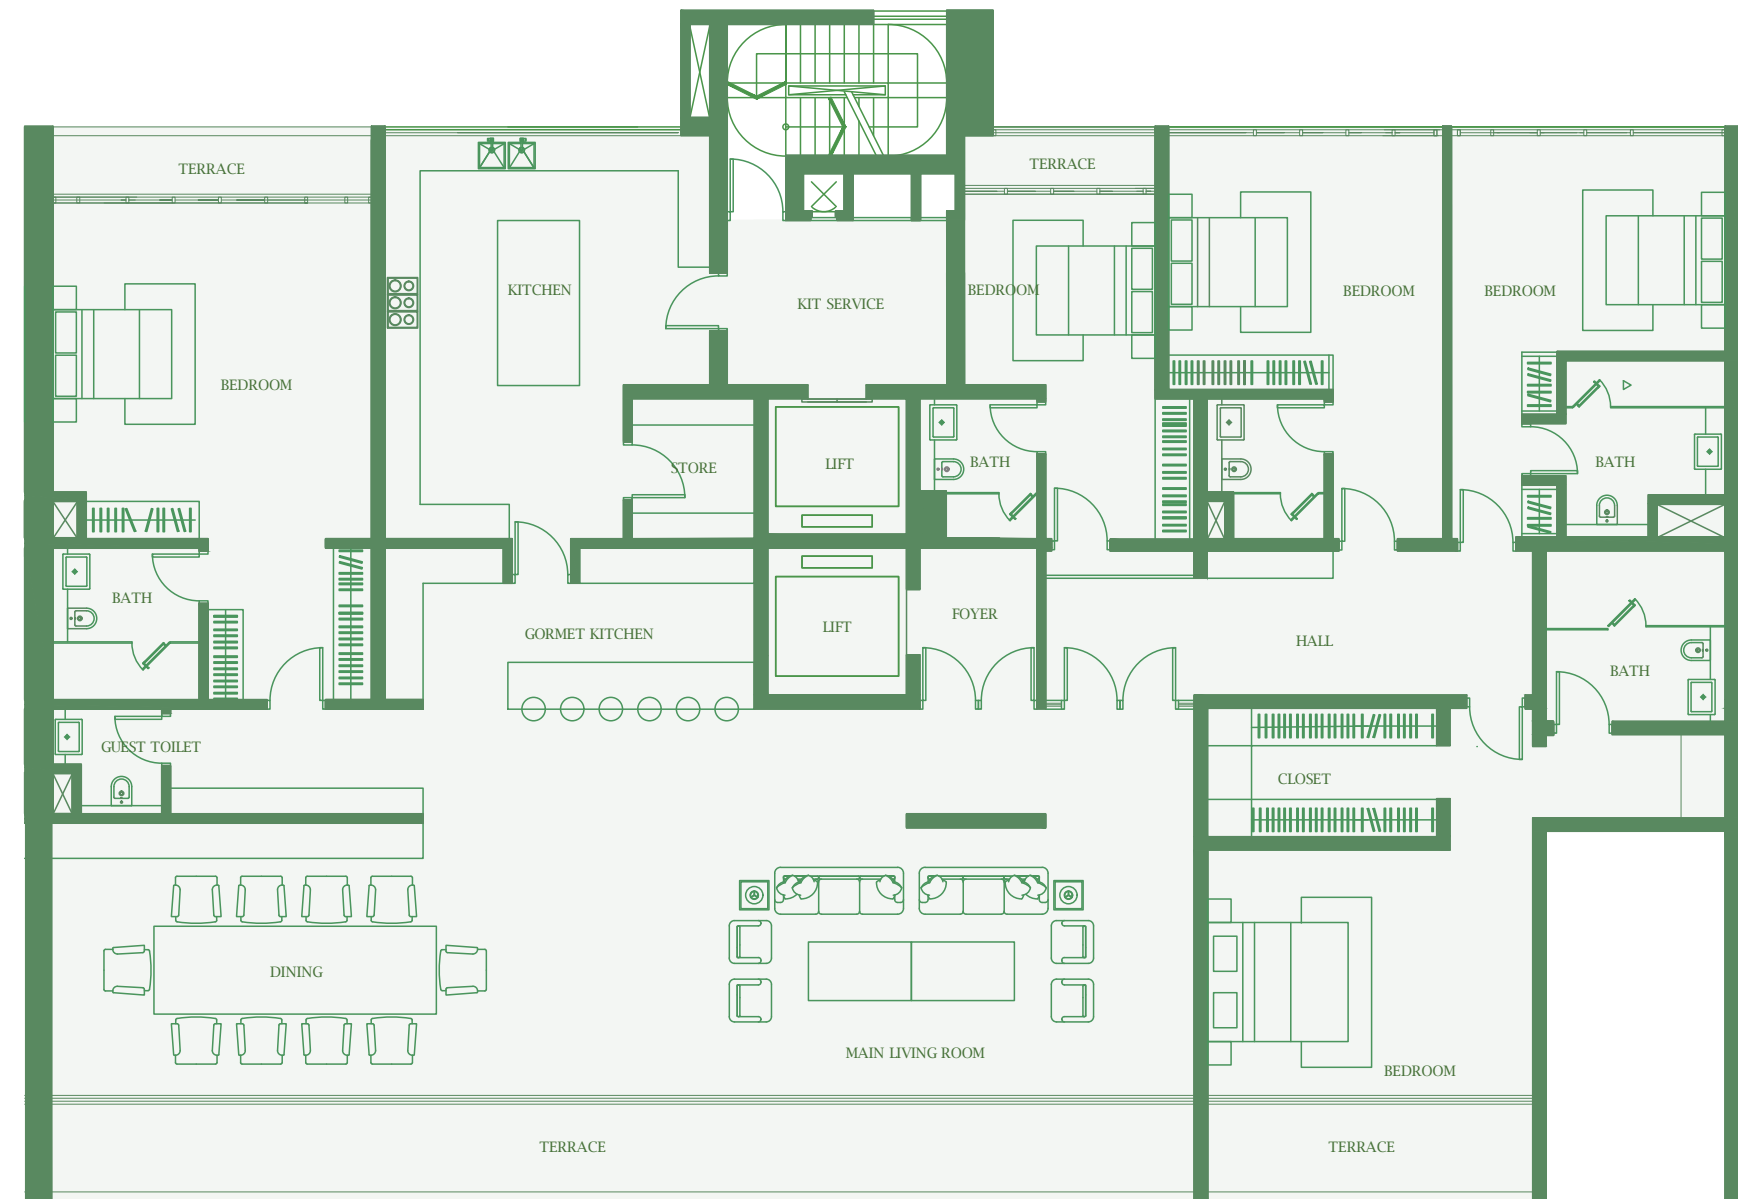 TERRACE
TERRACE
KITCHEN
KIT SERVICE
BEDROOM
BEDROOM
BEDROOM
BEDROOM
STORE
LIFT
BATH
BATH
BATH
GORMET KITCHEN
LIFT
FOYER
HALL
BATH
GUEST TOILET
CLOSET
DINING
MAIN LIVING ROOM
BEDROOM
TERRACE
TERRACE